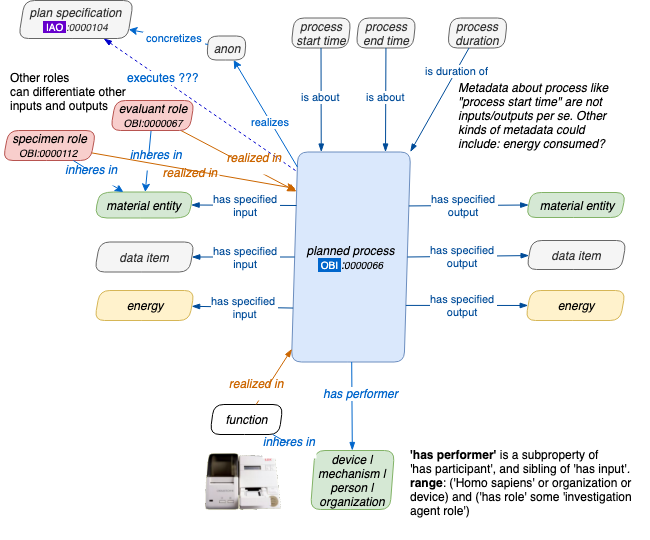 plan specification
IAO :0000104
concretizes
anon
process
start time
process
end time
process
duration
executes ???
is duration of
Other roles
can differentiate other
inputs and outputs
Metadata about process like
"process start time" are not
inputs/outputs per se. Other
kinds of metadata could
include: energy consumed?
evaluant role
OBI:0000067
is about
is about
realizes
specimen role
OBI:0000112
inheres in
realized in
inheres in
realized in
material entity
has specified
input
has specified
output
material entity
data item
has specified
input
planned process
OBI :0000066
has specified
output
data item
energy
has specified
input
has specified
output
energy
realized in
has performer
function
inheres in
device |
mechanism |
person |
organization
'has performer' is a subproperty of
'has participant', and sibling of 'has input'.
range: ('Homo sapiens' or organization or
device) and ('has role' some 'investigation
agent role')